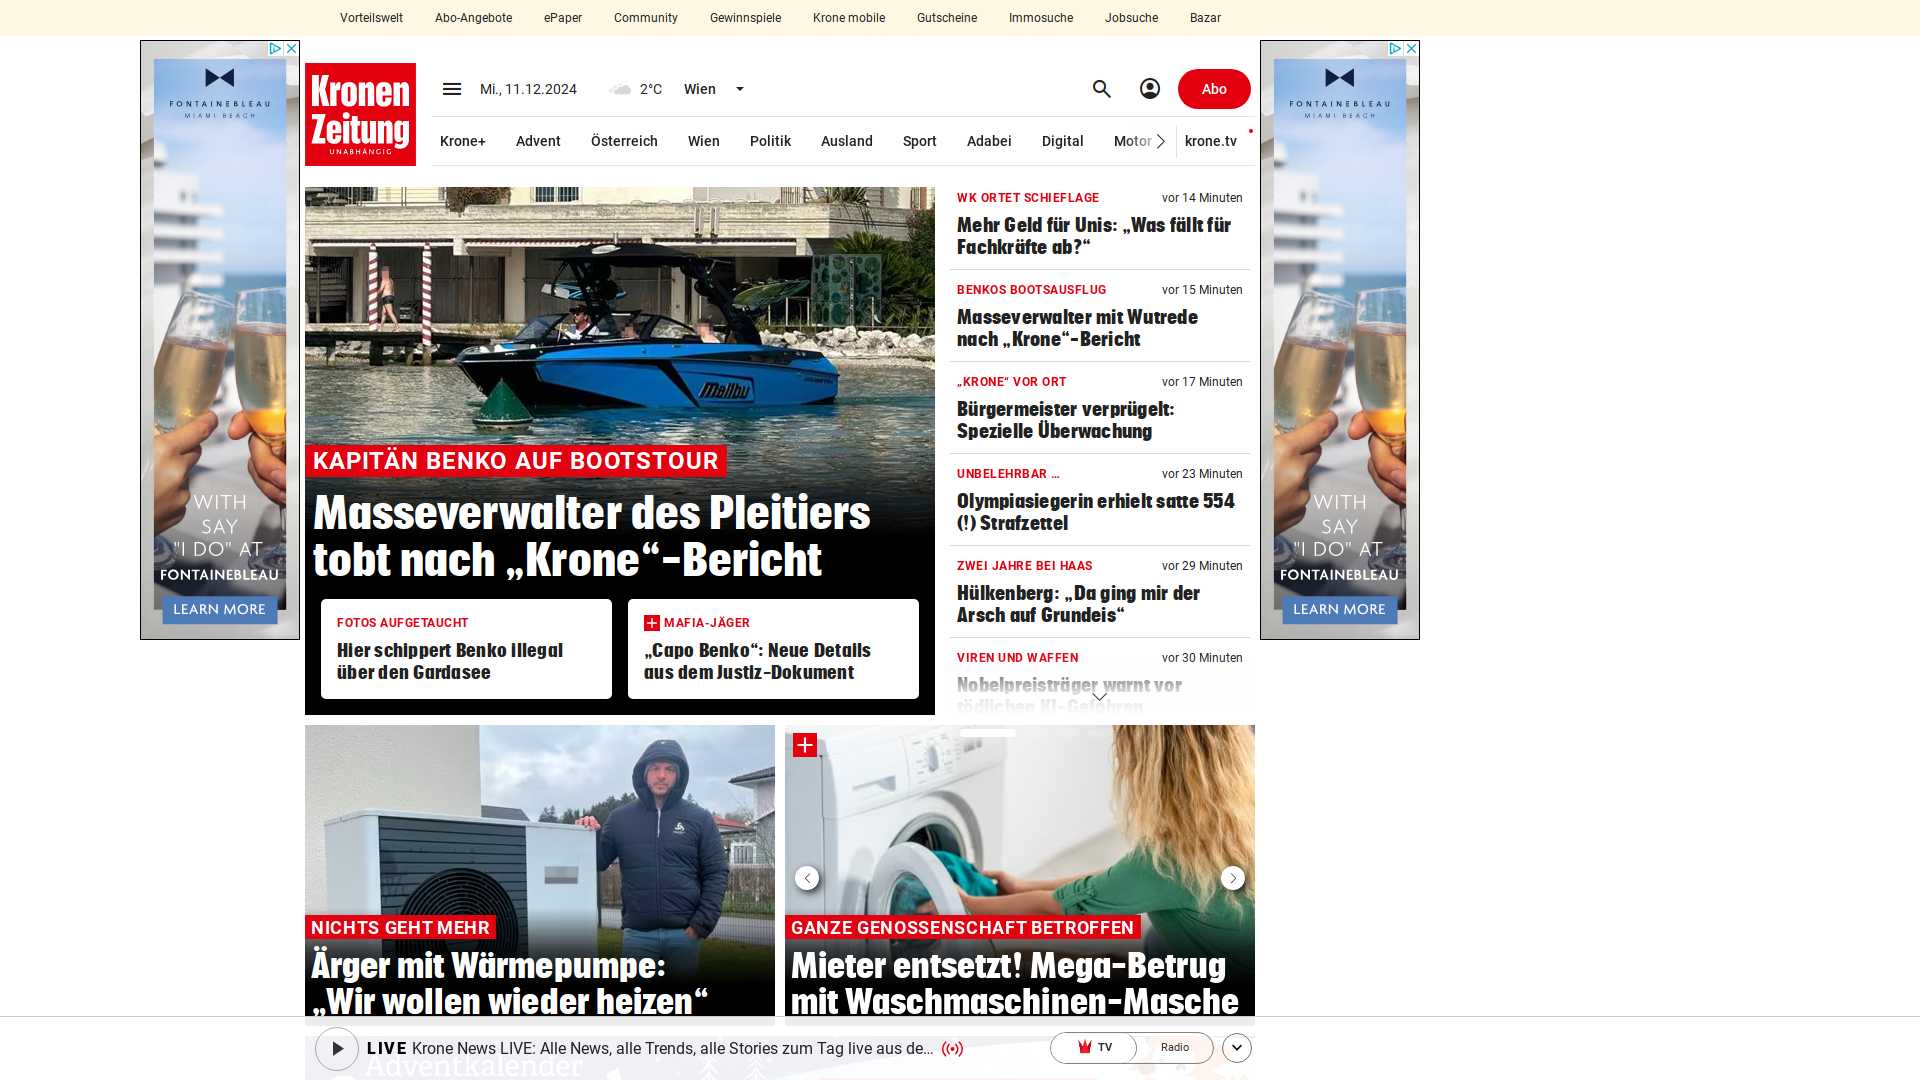 Vorteilswelt Abo-Angebote ePaper Community Gewinnspiele Krone mobile Gutscheine Immosuche Jobsuche Bazar
Kronen
Zeitung
UNABHÄNGIG
Mi., 11.12.2024 2°C Wien Abo
Krone+ Advent Österreich Wien Politik Ausland Sport Adabei Digital Motor krone.tv
FONTAINEBLEAU
MIAMI BEACH
WITH
SAY
"I DO" AT
FONTAINEBLEAU
LEARN MORE
Malibu
KAPITÄN BENKO AUF BOOTSTOUR
Masseverwalter des Pleitiers
tobt nach „Krone“-Bericht
FOTOS AUFGETAUCHT
Hier schippert Benko illegal
über den Gardasee
MAFIA-JÄGER
„Capo Benko“: Neue Details
aus dem Justiz-Dokument
WK ORTET SCHIEFLAGE vor 14 Minuten
Mehr Geld für Unis: „Was fällt für
Fachkräfte ab?“
BENKOS BOOTSAUSFLUG vor 15 Minuten
Masseverwalter mit Wutrede
nach „Krone“-Bericht
„KRONE“ VOR ORT vor 17 Minuten
Bürgermeister verprügelt:
Spezielle Überwachung
UNBELEHRBAR ... vor 23 Minuten
Olympiasiegerin erhielt satte 554
(!) Strafzettel
ZWEI JAHRE BEI HAAS vor 29 Minuten
Hülkenberg: „Da ging mir der
Arsch auf Grundeis“
VIREN UND WAFFEN vor 30 Minuten
Nobelpreisträger warnt vor
tödlichen KI-Gefahren
FONTAINEBLEAU
MIAMI BEACH
WITH
SAY
"I DO" AT
FONTAINEBLEAU
LEARN MORE
NICHTS GEHT MEHR
Ärger mit Wärmepumpe:
„Wir wollen wieder heizen“
GANZE GENOSSENSCHAFT BETROFFEN
Mieter entsetzt! Mega-Betrug
mit Waschmaschinen-Masche
LIVE Krone News LIVE: Alle News, alle Trends, alle Stories zum Tag live aus de... TV Radio
Adventkalender